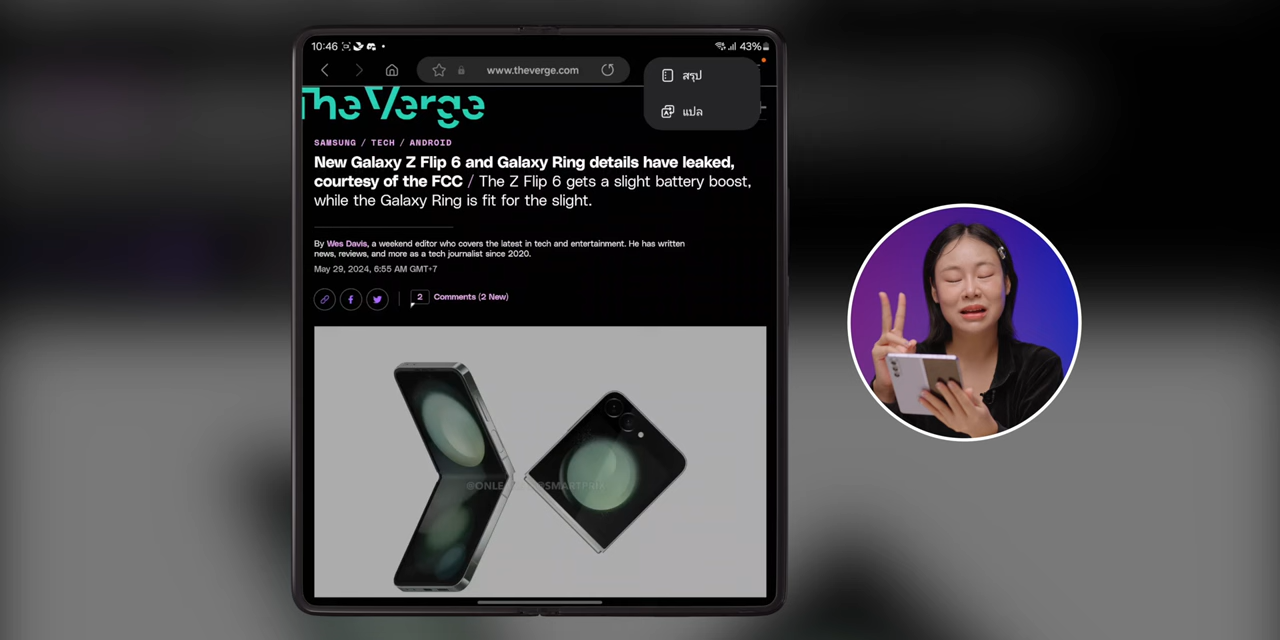 10:46
43%
www.theverge.com
สรุป
แปล
The Verge
SAMSUNG / TECH / ANDROID
New Galaxy Z Flip 6 and Galaxy Ring details have leaked,
courtesy of the FCC / The Z Flip 6 gets a slight battery boost,
while the Galaxy Ring is fit for the slight.
By Wes Davis, a weekend editor who covers the latest in tech and entertainment. He has written
news, reviews, and more as a tech journalist since 2020.
May 29, 2024, 6:55 AM GMT+7
2 Comments (2 New)